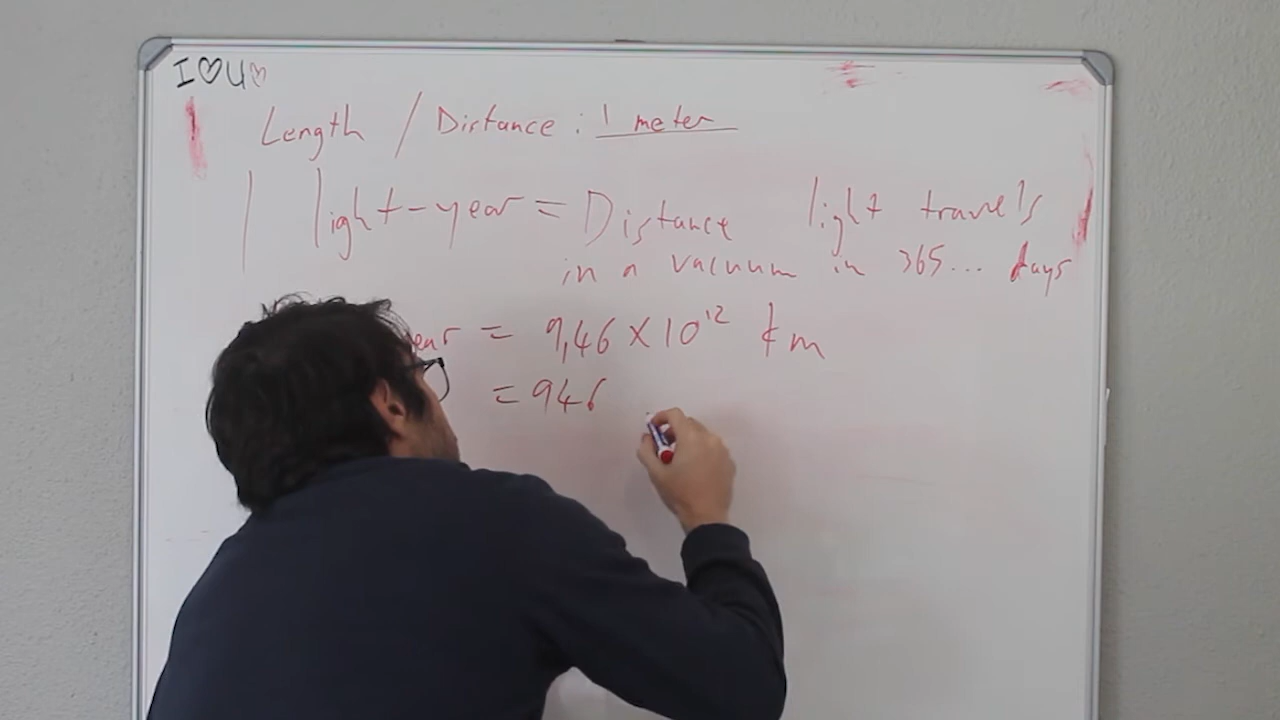 I♡U♡
Length / Distance: 1 meter
1 light-year = Distance light travels
in a vacuum in 365... days
ear = 9,46 × 10¹² km
= 946